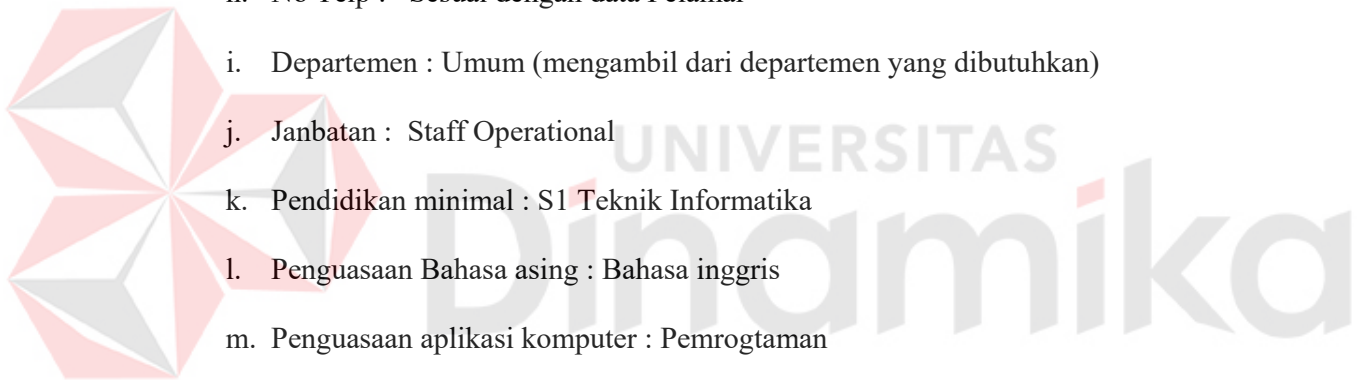 h. No Telp : Sesuai dengan data Pelamar
i. Departemen : Umum (mengambil dari departemen yang dibutuhkan)
j. Janbatan : Staff Operational
UNIVERSITAS
k. Pendidikan minimal : S1 Teknik Informatika
Dinamika
l. Penguasaan Bahasa asing : Bahasa inggris
m. Penguasaan aplikasi komputer : Pemrogtaman